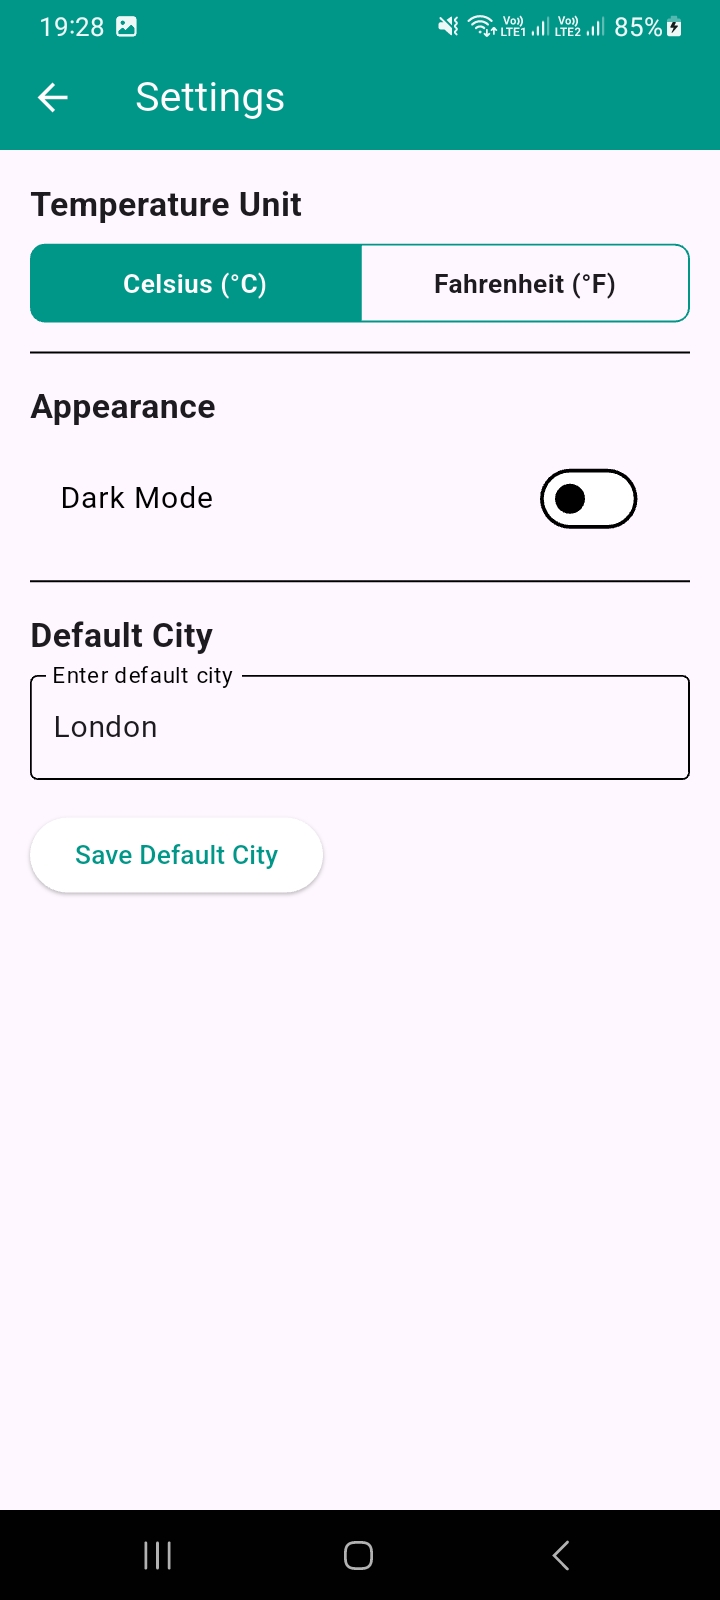 19:28 Vo)) LTE1 Vo)) LTE2 85%
Settings
Temperature Unit
Celsius (°C) Fahrenheit (°F)
Appearance
Dark Mode
Default City
Enter default city
London
Save Default City